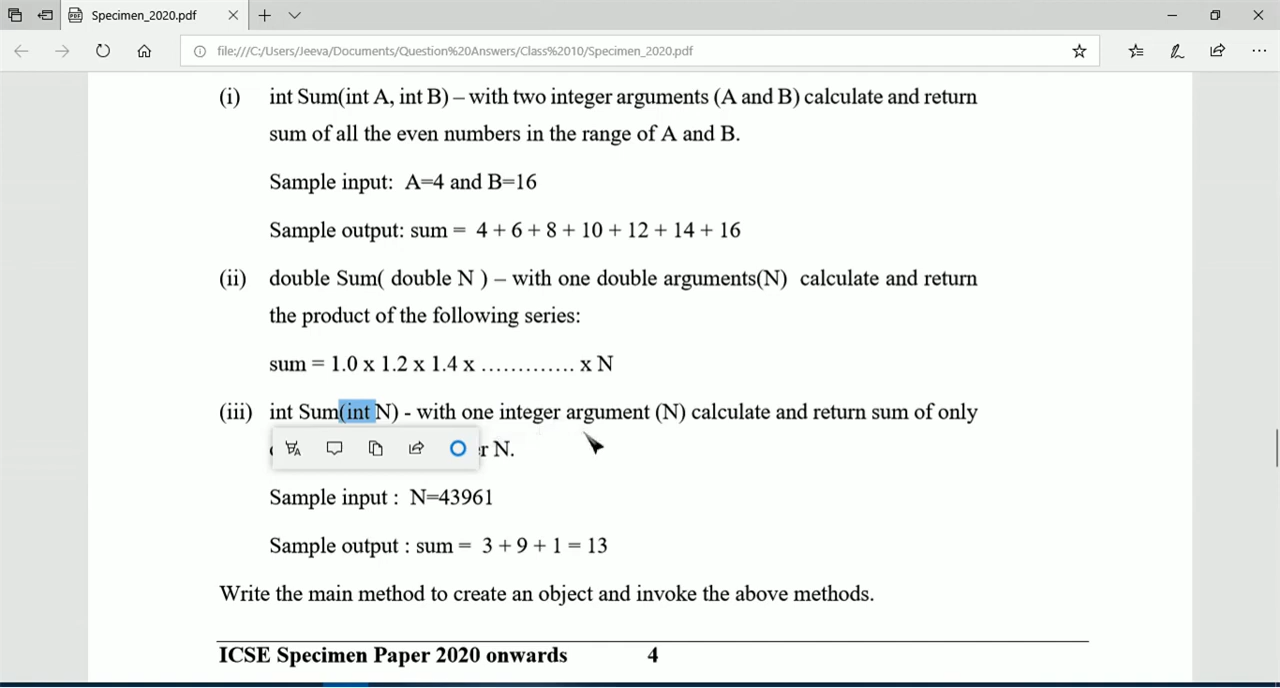 Specimen_2020.pdf
file:///C:/Users/Jeeva/Documents/Question%20Answers/Class%2010/Specimen_2020.pdf
(i) int Sum(int A, int B) – with two integer arguments (A and B) calculate and return
sum of all the even numbers in the range of A and B.
Sample input: A=4 and B=16
Sample output: sum = 4 + 6 + 8 + 10 + 12 + 14 + 16
(ii) double Sum( double N ) – with one double arguments(N) calculate and return
the product of the following series:
sum = 1.0 x 1.2 x 1.4 x …………. x N
(iii) int Sum(int N) - with one integer argument (N) calculate and return sum of only
r N.
Sample input : N=43961
Sample output : sum = 3 + 9 + 1 = 13
Write the main method to create an object and invoke the above methods.
ICSE Specimen Paper 2020 onwards 4